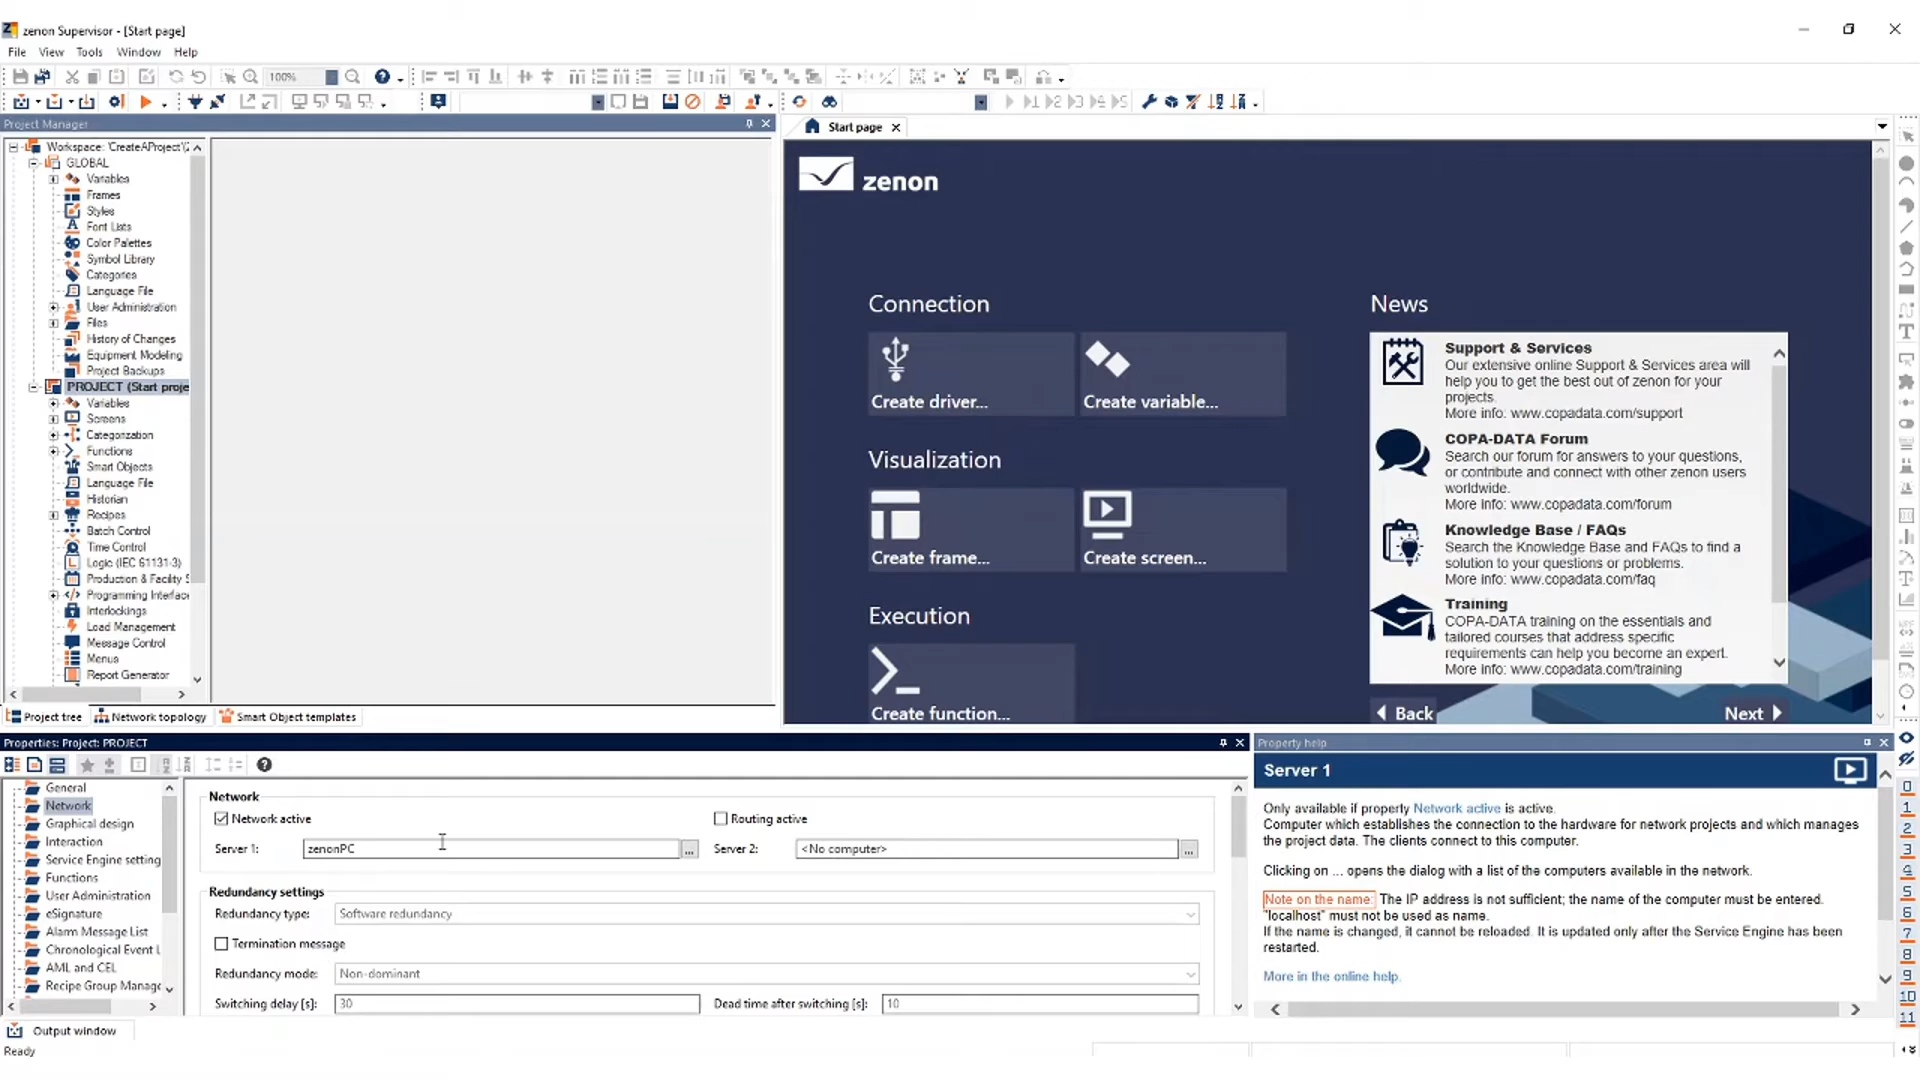 zenon Supervisor - [Start page]
File View Tools Window Help
100%
Project Manager
Start page
Workspace: 'CreateAProject'
GLOBAL
Variables
Frames
Styles
Font Lists
Color Palettes
Symbol Library
Categories
Language File
User Administration
Files
History of Changes
Equipment Modeling
Project Backups
PROJECT (Start proje
Variables
Screens
Categorization
Functions
Smart Objects
Language File
Historian
Recipes
Batch Control
Time Control
Logic (IEC 61131-3)
Production & Facility S
Programming Interface
Interlockings
Load Management
Message Control
Menus
Report Generator
Project tree Network topology Smart Object templates
zenon
Connection
Create driver... Create variable...
Visualization
Create frame... Create screen...
Execution
Create function...
News
Support & Services
Our extensive online Support & Services area will
help you to get the best out of zenon for your
projects.
More info: www.copadata.com/support
COPA-DATA Forum
Search our forum for answers to your questions,
or contribute and connect with other zenon users
worldwide.
More info: www.copadata.com/forum
Knowledge Base / FAQs
Search the Knowledge Base and FAQs to find a
solution to your questions or problems.
More info: www.copadata.com/faq
Training
COPA-DATA training on the essentials and
tailored courses that address specific
requirements can help you become an expert.
More info: www.copadata.com/training
Back Next
Properties: Project: PROJECT
General
Network
Graphical design
Interaction
Service Engine setting
Functions
User Administration
eSignature
Alarm Message List
Chronological Event L
AML and CEL
Recipe Group Manage
Network
Network active Routing active
Server 1: zenonPC ... Server 2: <No computer> ...
Redundancy settings
Redundancy type: Software redundancy
Termination message
Redundancy mode: Non-dominant
Switching delay [s]: 30 Dead time after switching [s]: 10
Property help
Server 1
Only available if property Network active is active.
Computer which establishes the connection to the hardware for network projects and which manages
the project data. The clients connect to this computer.
Clicking on ... opens the dialog with a list of the computers available in the network.
Note on the name: The IP address is not sufficient; the name of the computer must be entered.
"localhost" must not be used as name.
If the name is changed, it cannot be reloaded. It is updated only after the Service Engine has been
restarted.
More in the online help.
0
1
2
3
4
5
6
7
8
9
10
11
Output window
Ready